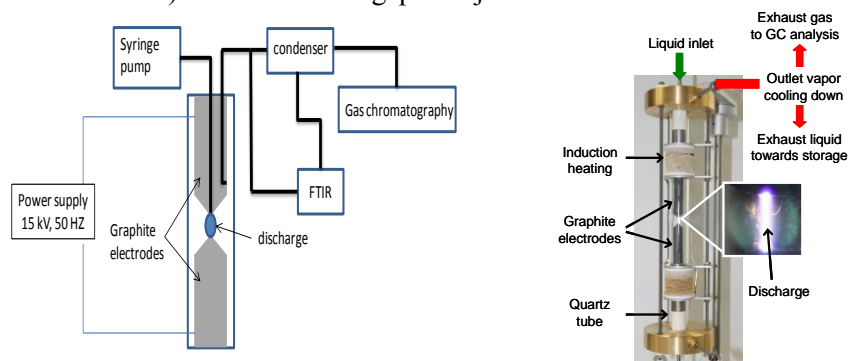 Syringe
pump
condenser
Gas chromatography
FTIR
Power supply
15 kV, 50 HZ
Graphite
electrodes
discharge
Exhaust gas
to GC analysis
Liquid inlet
Outlet vapor
cooling down
Exhaust liquid
towards storage
Induction
heating
Graphite
electrodes
Discharge
Quartz
tube